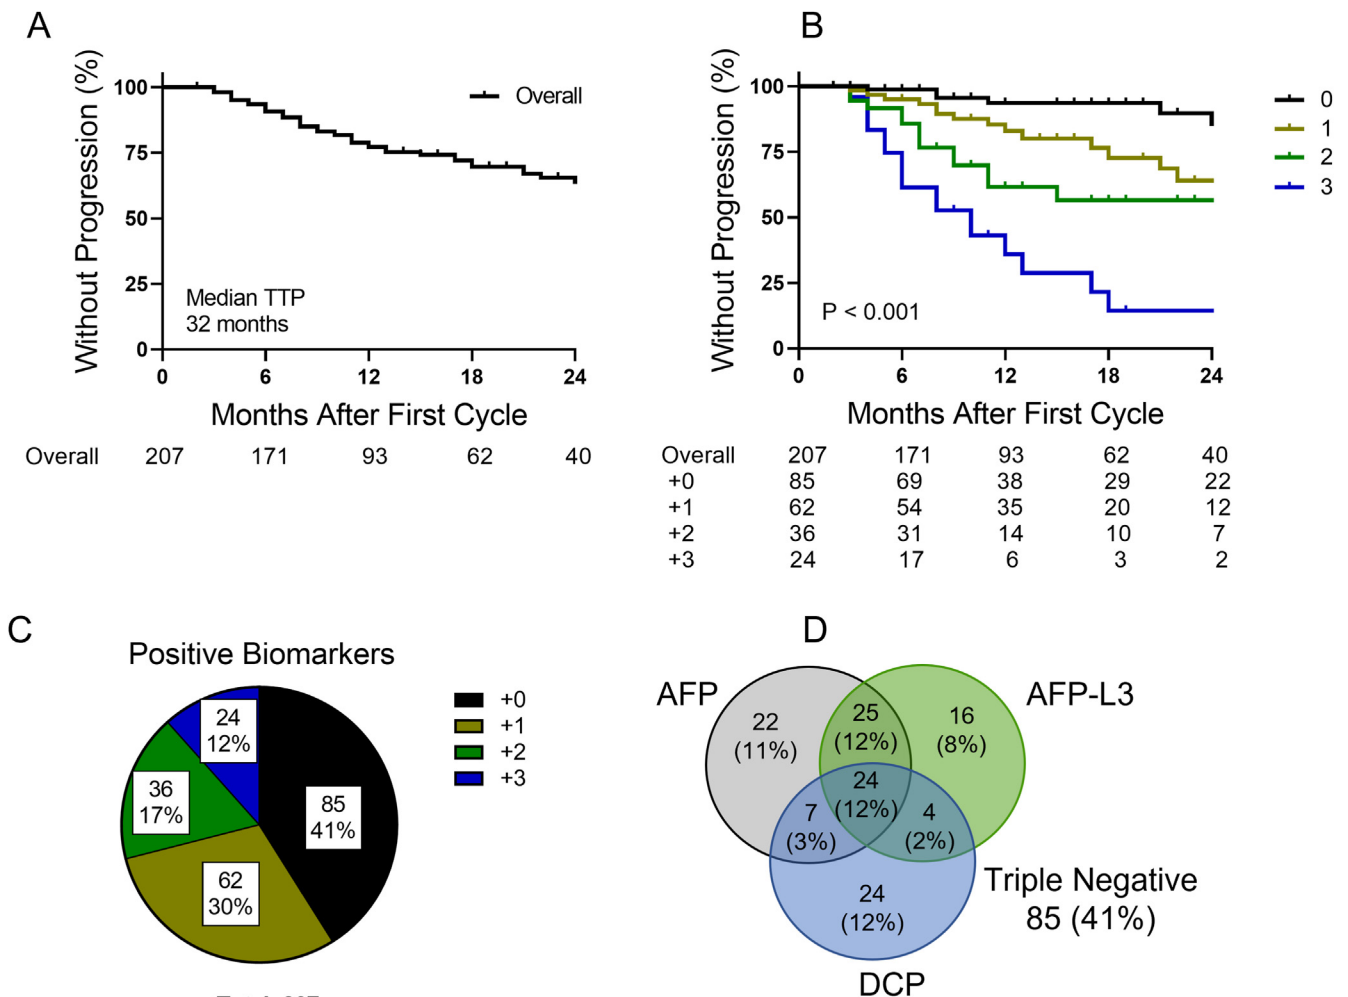 A
Without Progression (%)
100
75
50
25
0
Overall
Median TTP
32 months
0 6 12 18 24
Months After First Cycle
Overall 207 171 93 62 40
B
Without Progression (%)
100
75
50
25
0
0
1
2
3
P < 0.001
0 6 12 18 24
Months After First Cycle
Overall 207 171 93 62 40
+0 85 69 38 29 22
+1 62 54 35 20 12
+2 36 31 14 10 7
+3 24 17 6 3 2
C
Positive Biomarkers
24
12%
36
17%
85
41%
62
30%
+0
+1
+2
+3
D
AFP
AFP-L3
22
(11%)
25
(12%)
16
(8%)
24
(12%)
7
(3%)
4
(2%)
24
(12%)
Triple Negative
85 (41%)
DCP